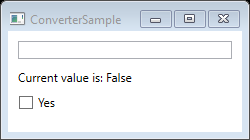 ConverterSample
Current value is: False
Yes